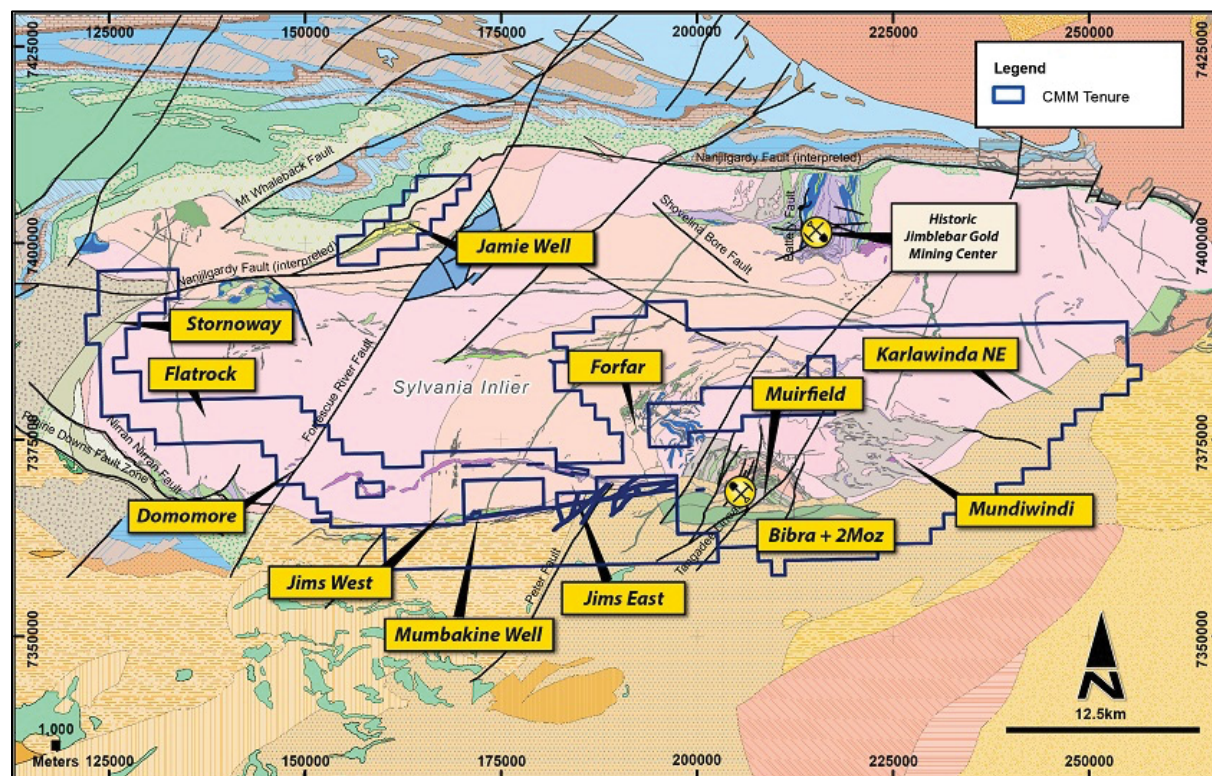 125000
150000
175000
200000
225000
250000
7425000
7425000
Legend
CMM Tenure
Mt Whaleback Fault
Nanjilgardy Fault (interpreted)
Shovelina Bore Fault
Battery Fault
Historic
Jimblebar Gold
Mining Center
Jamie Well
7400000
7400000
Nanjilgardy Fault (interpreted)
Stornoway
Flatrock
Sylvania Inlier
Fortescue River Fault
Forfar
Karlawinda NE
Muirfield
7375000
7375000
Prairie Downs Fault Zone
Nirran Nirran Fault
Domomore
Mundiwindi
Bibra + 2Moz
Jims West
Peter Fault
Jims East
Mumbakine Well
7350000
7350000
N
12.5km
1,000
Meters
125000
150000
175000
200000
225000
250000